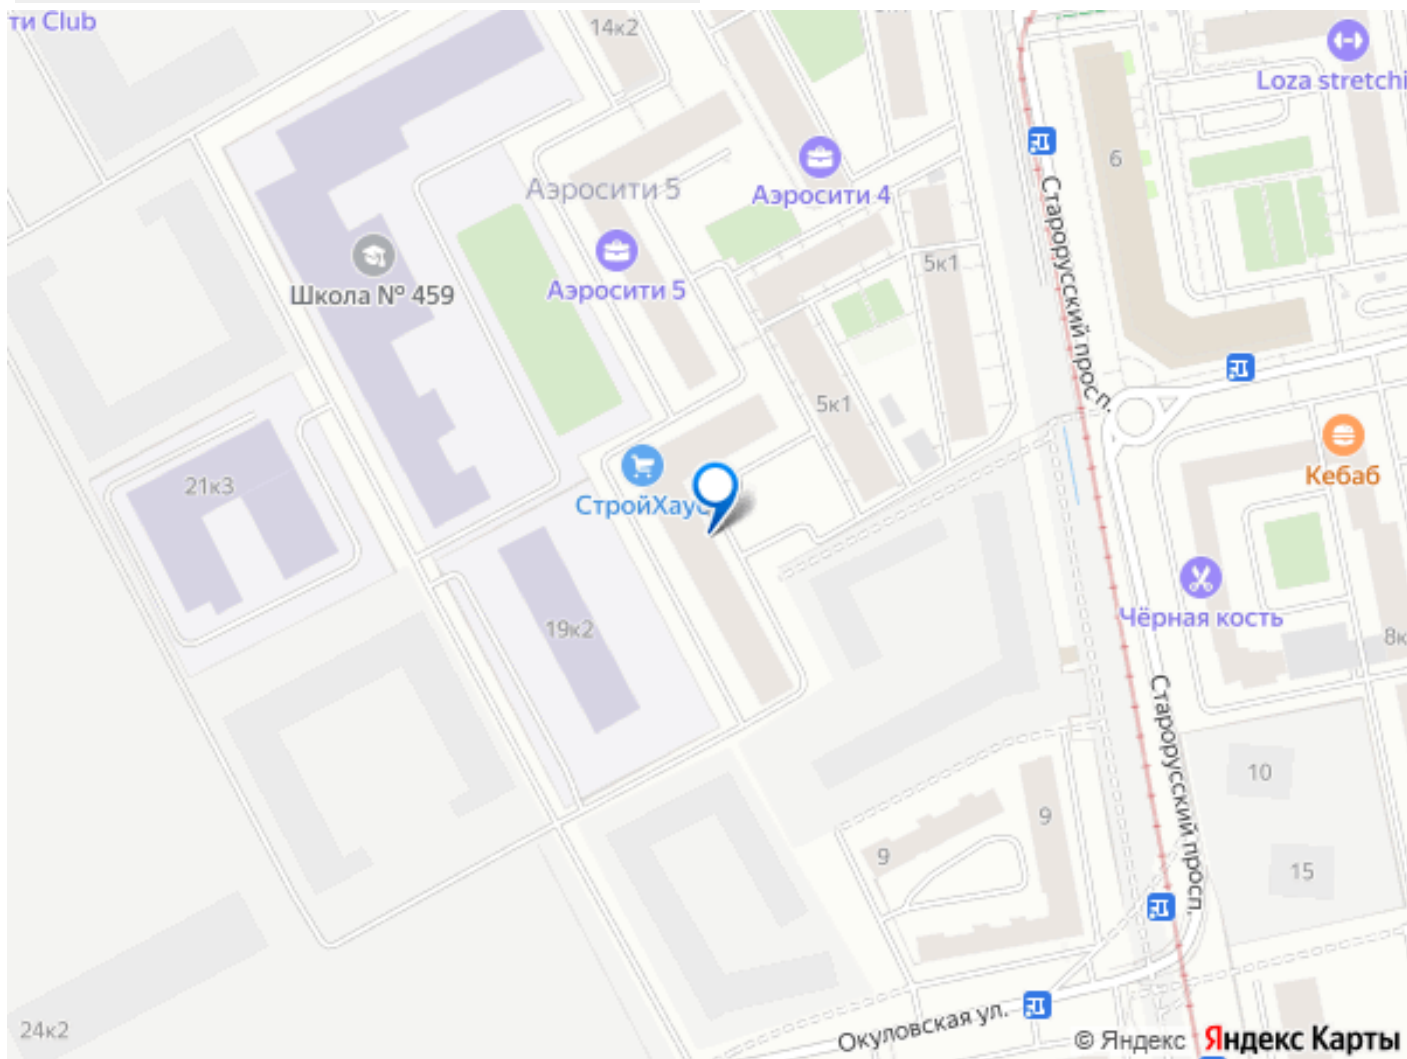 ти Club
14к2
Loza stretchi
6
Аэросити 5
Аэросити 4
Старорусский просп.
Школа № 459
Аэросити 5
5к1
5к1
21к3
СтройХаус
Кебаб
19к2
Чёрная кость
8к
Старорусский просп.
10
9
9
15
24к2
Окуловская ул.
© Яндекс Яндекс Карты